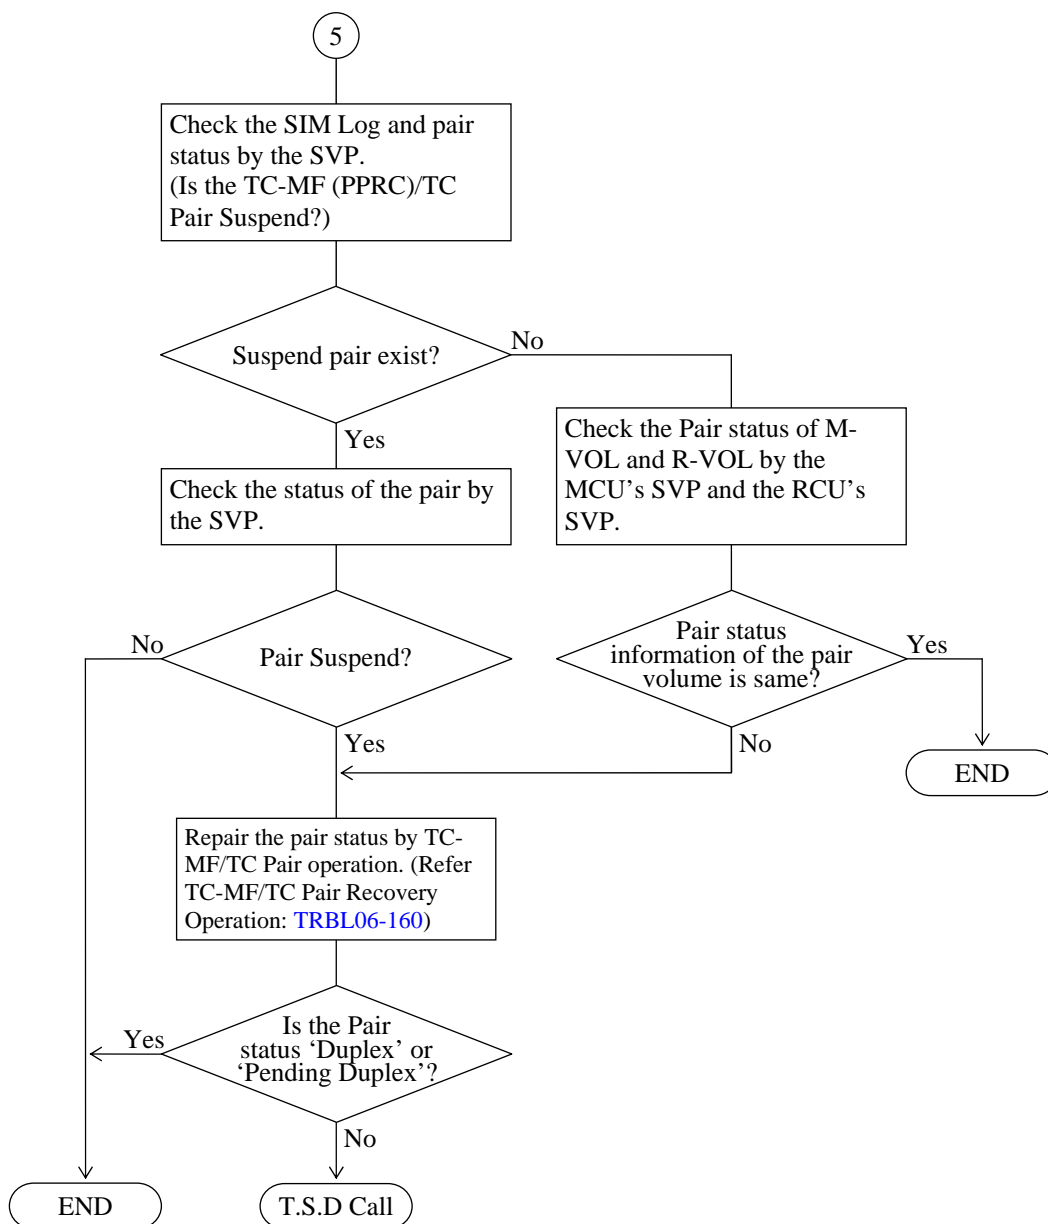 5
Check the SIM Log and pair
status by the SVP.
(Is the TC-MF (PPRC)/TC
Pair Suspend?)
Suspend pair exist?
No
Yes
Check the Pair status of M-
VOL and R-VOL by the
MCU’s SVP and the RCU’s
SVP.
Check the status of the pair by
the SVP.
No
Pair Suspend?
Pair status
information of the pair
volume is same?
Yes
Yes
No
END
Repair the pair status by TC-
MF/TC Pair operation. (Refer
TC-MF/TC Pair Recovery
Operation: TRBL06-160)
Yes
Is the Pair
status ‘Duplex’ or
‘Pending Duplex’?
No
END
T.S.D Call